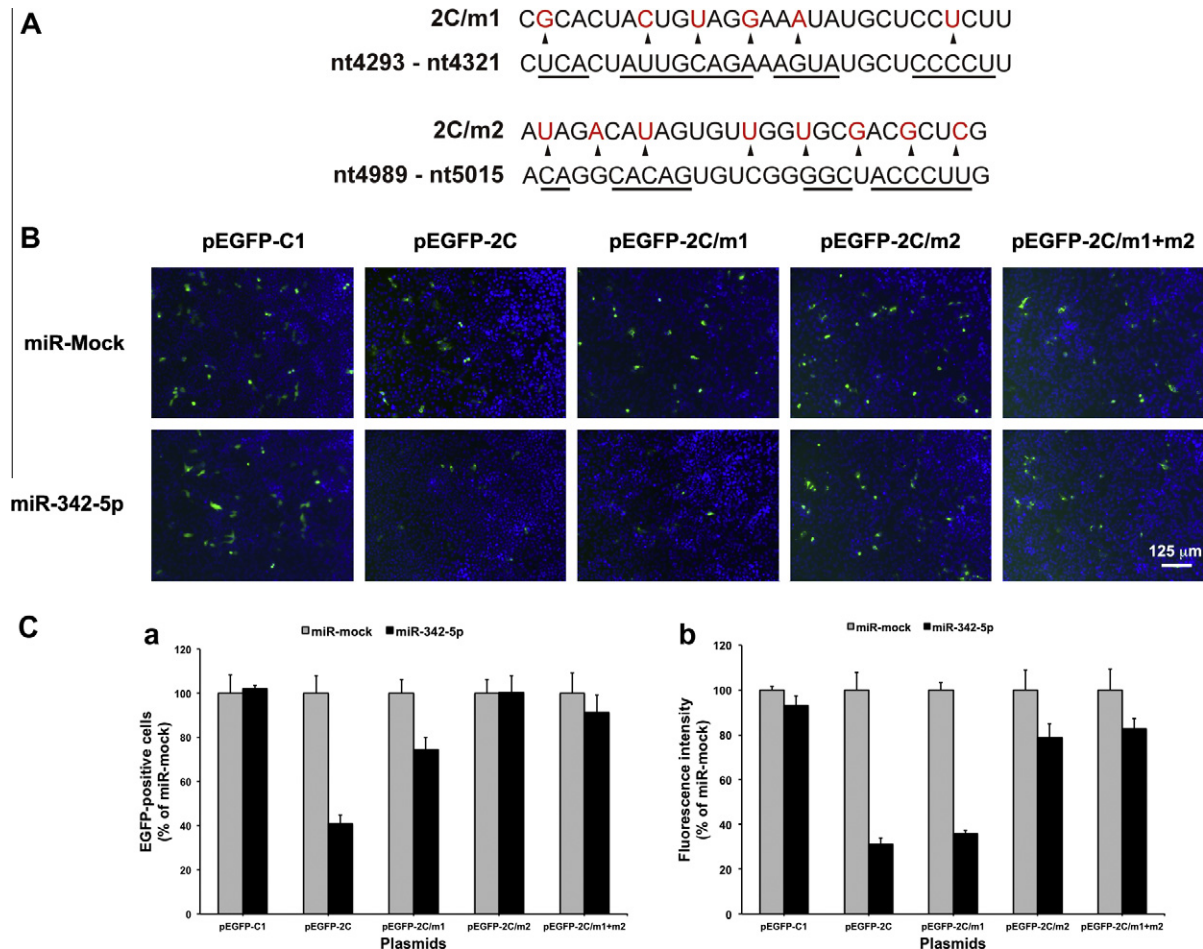 A
2C/m1 CGCACUACUGUAGGAAAUAUGCUCCUCUU
nt4293 - nt4321 CUCACUAUUGCAGAAAGUAUGCUCCCCUU
2C/m2 AUAGACAUAGUGUUGGUGCGACGCUCG
nt4989 - nt5015 ACAGGCACAGUGUCGGGGCUACCCUUG
B
pEGFP-C1 pEGFP-2C pEGFP-2C/m1 pEGFP-2C/m2 pEGFP-2C/m1+m2
miR-Mock
miR-342-5p
125 μm
C
a
miR-mock miR-342-5p
EGFP-positive cells
(% of miR-mock)
120
100
80
60
40
20
0
pEGFP-C1 pEGFP-2C pEGFP-2C/m1 pEGFP-2C/m2 pEGFP-2C/m1+m2
Plasmids
b
miR-mock miR-342-5p
Fluorescence intensity
(% of miR-mock)
120
100
80
60
40
20
0
pEGFP-C1 pEGFP-2C pEGFP-2C/m1 pEGFP-2C/m2 pEGFP-2C/m1+m2
Plasmids